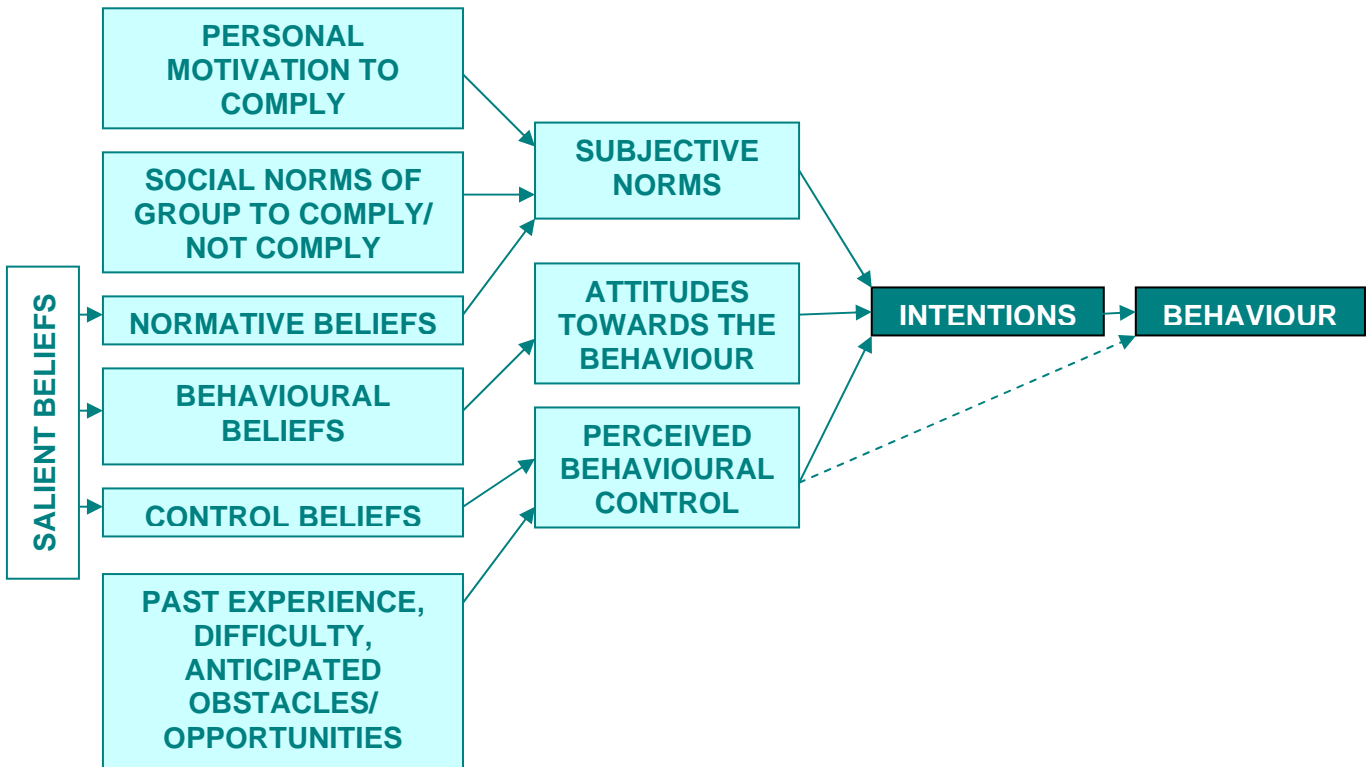 PERSONAL
MOTIVATION TO
COMPLY
SOCIAL NORMS OF
GROUP TO COMPLY/
NOT COMPLY
SUBJECTIVE
NORMS
SALIENT BELIEFS
NORMATIVE BELIEFS
BEHAVIOURAL
BELIEFS
CONTROL BELIEFS
PAST EXPERIENCE,
DIFFICULTY,
ANTICIPATED
OBSTACLES/
OPPORTUNITIES
ATTITUDES
TOWARDS THE
BEHAVIOUR
PERCEIVED
BEHAVIOURAL
CONTROL
INTENTIONS
BEHAVIOUR